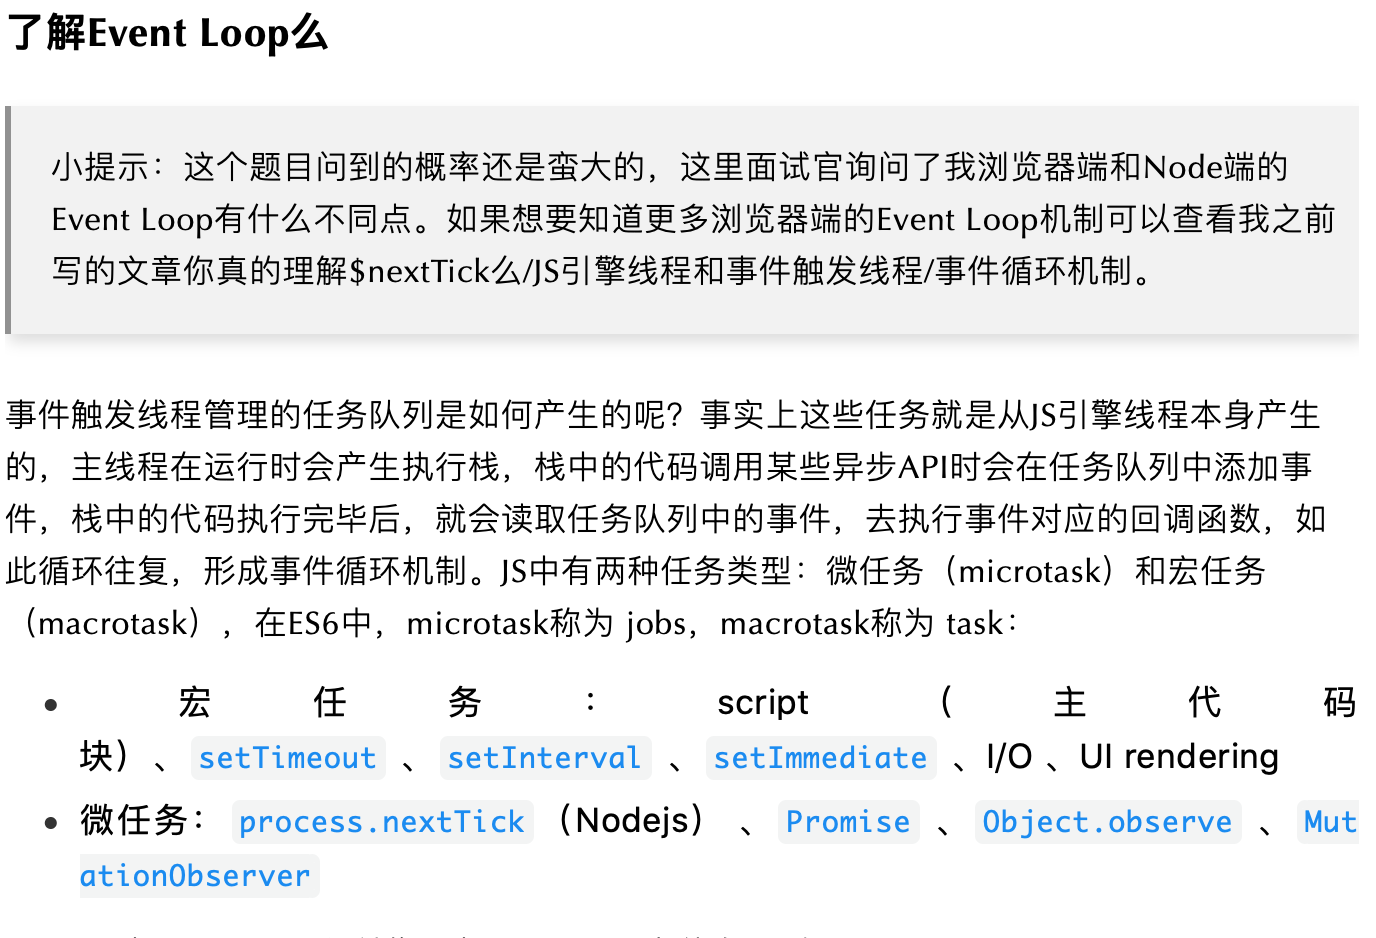 了解Event Loop么
小提示：这个题目问到的概率还是蛮大的，这里面试官询问了我浏览器端和Node端的
Event Loop有什么不同点。如果想要知道更多浏览器端的Event Loop机制可以查看我之前
写的文章你真的理解$nextTick么/JS引擎线程和事件触发线程/事件循环机制。
事件触发线程管理的任务队列是如何产生的呢？事实上这些任务就是从JS引擎线程本身产生
的，主线程在运行时会产生执行栈，栈中的代码调用某些异步API时会在任务队列中添加事
件，栈中的代码执行完毕后，就会读取任务队列中的事件，去执行事件对应的回调函数，如
此循环往复，形成事件循环机制。JS中有两种任务类型：微任务（microtask）和宏任务
（macrotask），在ES6中，microtask称为 jobs，macrotask称为 task：
宏任务：script（主代码
块）、setTimeout 、setInterval 、setImmediate 、I/O 、UI rendering
微任务：process.nextTick（Nodejs） 、Promise 、Object.observe 、Mut
ationObserver